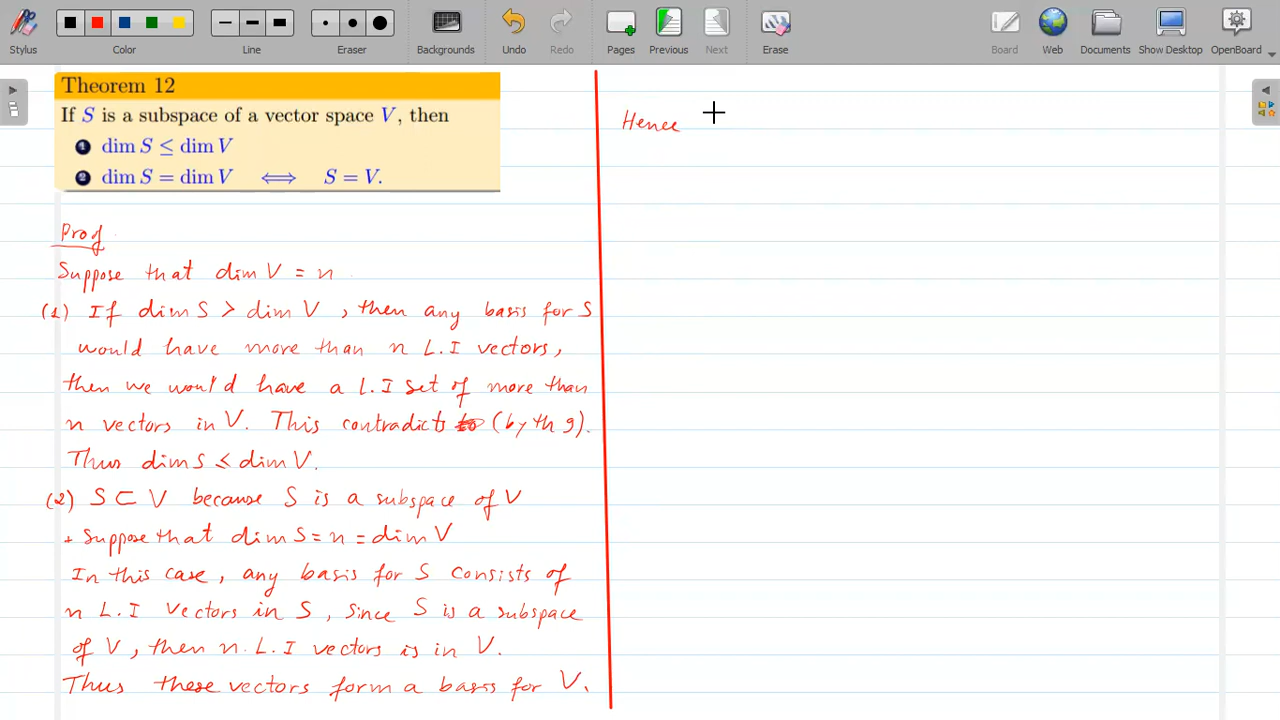 Stylus
Color
Line
Eraser
Backgrounds
Undo
Redo
Pages
Previous
Next
Erase
Board
Web
Documents
Show Desktop
OpenBoard
Theorem 12
If S is a subspace of a vector space V, then
1 dim S ≤ dim V
2 dim S = dim V ⟺ S = V.
Prof
Suppose that dim V = n
(1) If dim S > dim V, then any basis for S
would have more than n L.I vectors,
then we would have a L.I set of more than
n vectors in V. This contradicts (by th 9).
Thus dim S ≤ dim V.
(2) S ⊂ V because S is a subspace of V
+ Suppose that dim S = n = dim V
In this case, any basis for S consists of
n L.I vectors in S, since S is a subspace
of V, then n L.I vectors is in V.
Thus these vectors form a basis for V.
Hence